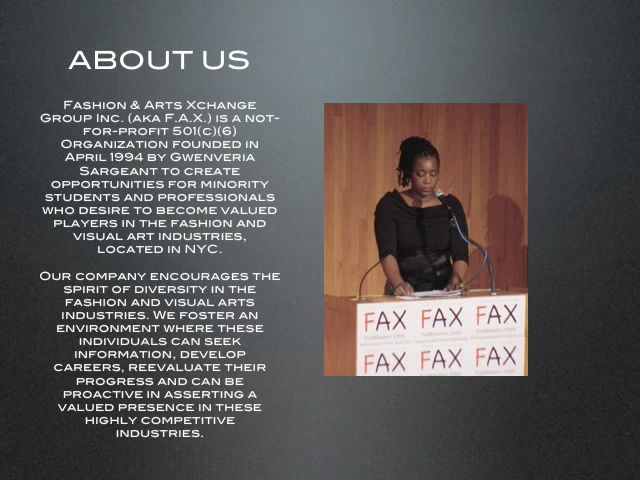 ABOUT US
FASHION & ARTS XCHANGE
GROUP INC. (AKA F.A.X.) IS A NOT-
FOR-PROFIT 501(C)(6)
ORGANIZATION FOUNDED IN
APRIL 1994 BY GWENVERIA
SARGEANT TO CREATE
OPPORTUNITIES FOR MINORITY
STUDENTS AND PROFESSIONALS
WHO DESIRE TO BECOME VALUED
PLAYERS IN THE FASHION AND
VISUAL ART INDUSTRIES,
LOCATED IN NYC.
OUR COMPANY ENCOURAGES THE
SPIRIT OF DIVERSITY IN THE
FASHION AND VISUAL ARTS
INDUSTRIES. WE FOSTER AN
ENVIRONMENT WHERE THESE
INDIVIDUALS CAN SEEK
INFORMATION, DEVELOP
CAREERS, REEVALUATE THEIR
PROGRESS AND CAN BE
PROACTIVE IN ASSERTING A
VALUED PRESENCE IN THESE
HIGHLY COMPETITIVE
INDUSTRIES.
FAX FAX FAX
FAX FAX FAX